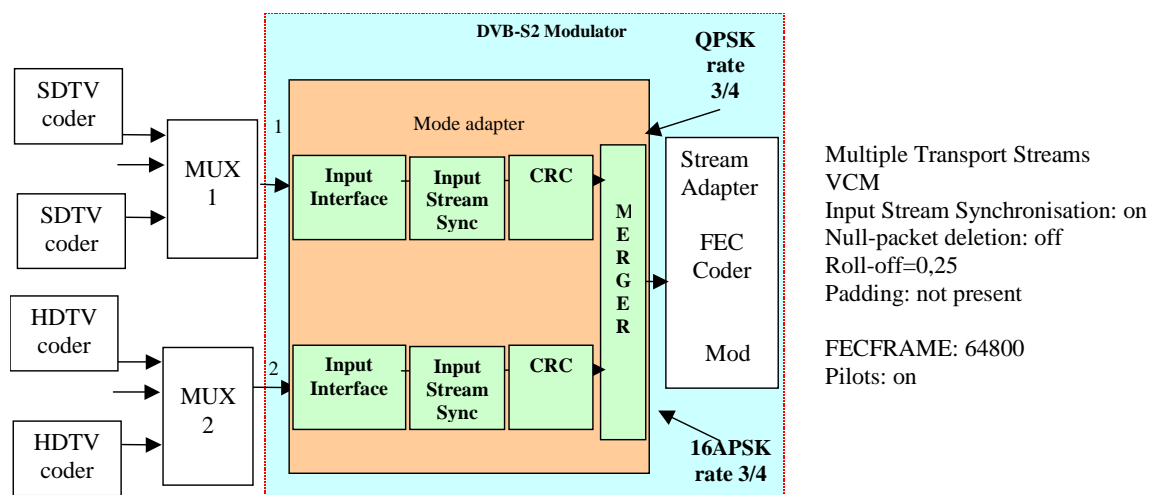 DVB-S2 Modulator
QPSK
rate
3/4
SDTV
coder
SDTV
coder
MUX
1
1
Mode adapter
Input
Interface
Input
Stream
Sync
CRC
M
E
R
G
E
R
Stream
Adapter
FEC
Coder
Mod
HDTV
coder
HDTV
coder
MUX
2
2
Input
Interface
Input
Stream
Sync
CRC
16APSK
rate 3/4
Multiple Transport Streams
VCM
Input Stream Synchronisation: on
Null-packet deletion: off
Roll-off=0,25
Padding: not present
FECFRAME: 64800
Pilots: on